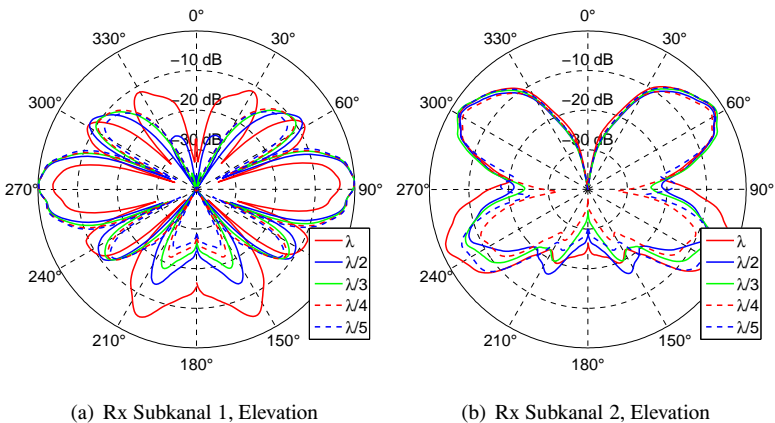 0°
330°
30°
−10 dB
300°
60°
−20 dB
−30 dB
270°
90°
240°
210°
150°
180°
λ
λ/2
λ/3
λ/4
λ/5
(a) Rx Subkanal 1, Elevation
0°
330°
30°
−10 dB
300°
60°
−20 dB
−30 dB
270°
90°
240°
210°
150°
180°
λ
λ/2
λ/3
λ/4
λ/5
(b) Rx Subkanal 2, Elevation